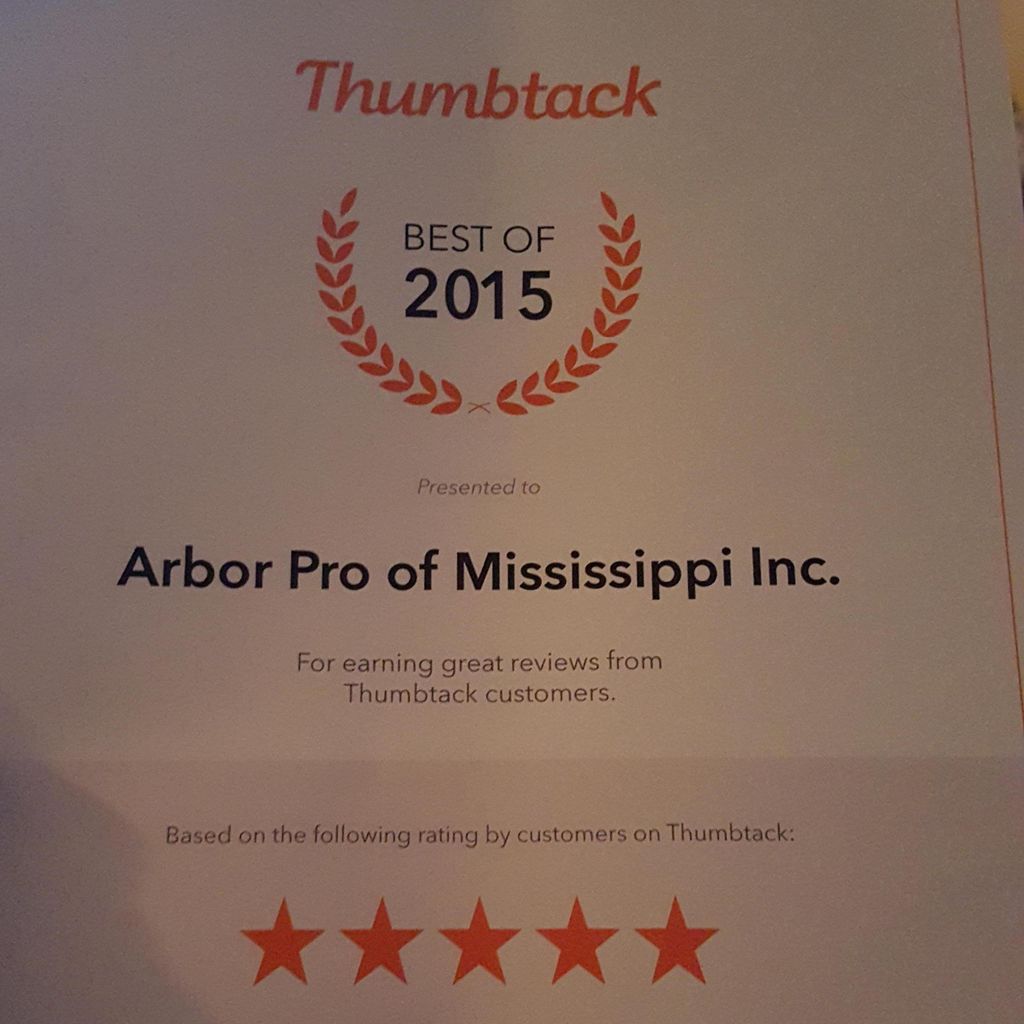 Thumbtack
BEST OF
2015
Presented to
Arbor Pro of Mississippi Inc.
For earning great reviews from
Thumbtack customers.
Based on the following rating by customers on Thumbtack: